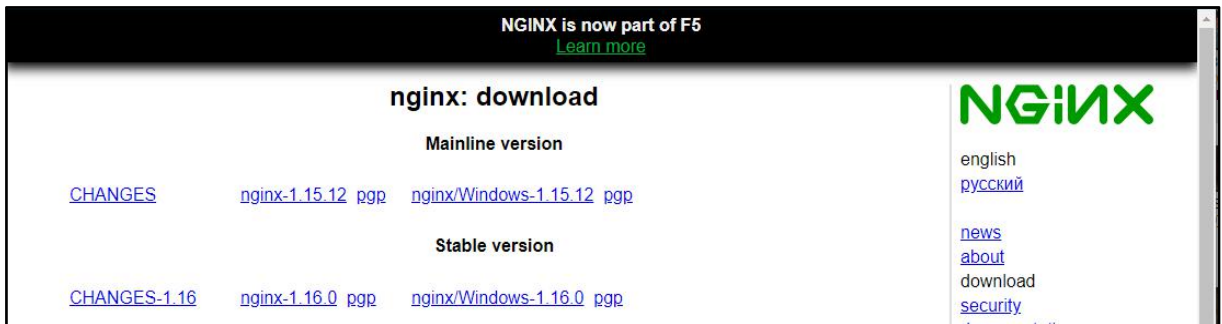 NGINX is now part of F5
Learn more
nginx: download
Mainline version
CHANGES nginx-1.15.12 pgp nginx/Windows-1.15.12 pgp
Stable version
CHANGES-1.16 nginx-1.16.0 pgp nginx/Windows-1.16.0 pgp
NGINX
english
русский
news
about
download
security